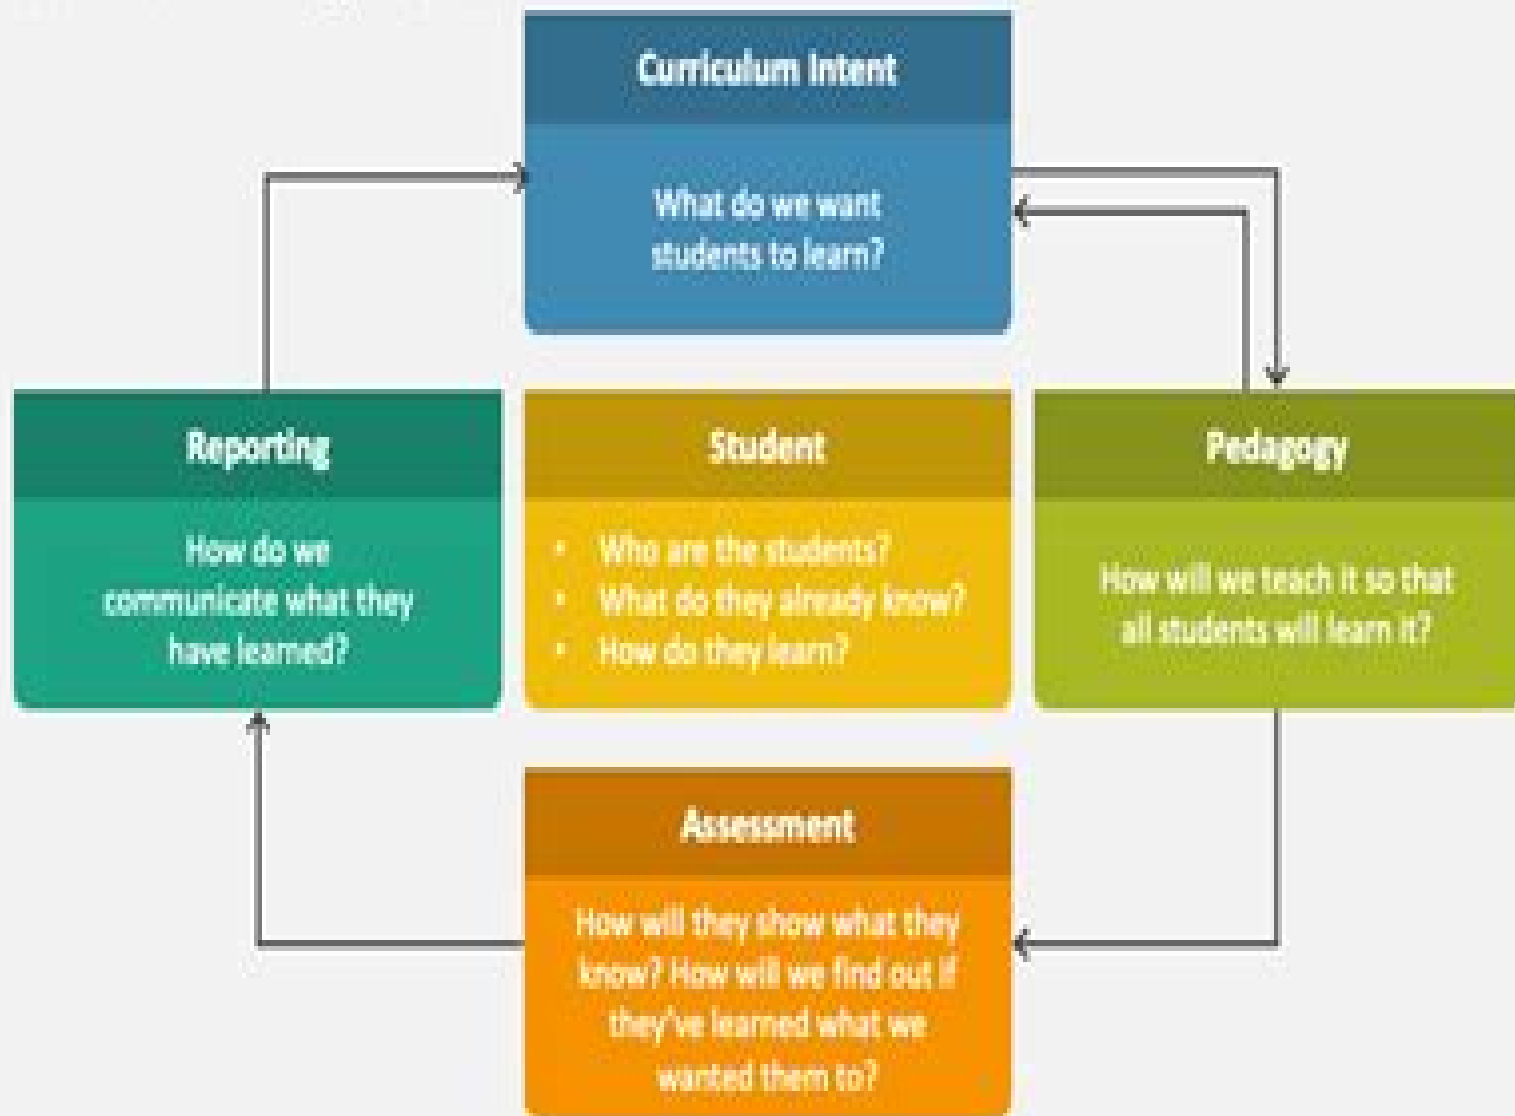 Curriculum Intent
What do we want
students to learn?
Reporting
How do we
communicate what they
have learned?
Student
• Who are the students?
• What do they already know?
• How do they learn?
Pedagogy
How will we teach it so that
all students will learn it?
Assessment
How will they show what they
know? How will we find out if
they've learned what we
wanted them to?